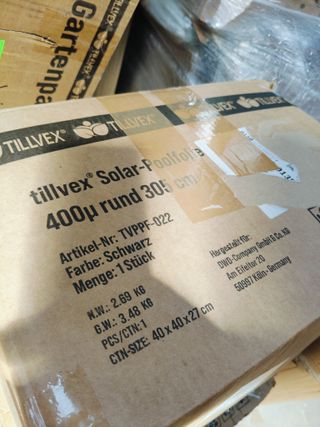 TILLVEX®
Gartenpa
TILLVEX® TILLVEX®
tillvex® Solar-Poolfol
400µ rund 305 cm
Artikel-Nr: TVPPF-022
Farbe: Schwarz
Menge: 1 Stück
N.W.: 2.69 KG
G.W.: 3.48 KG
PCS/CTN: 1
CTN-SIZE: 40x40x27cm
Hergestellt für:
DWD-Company GmbH & Co. KG
Am Eifeltor 20
50997 Köln- Germany